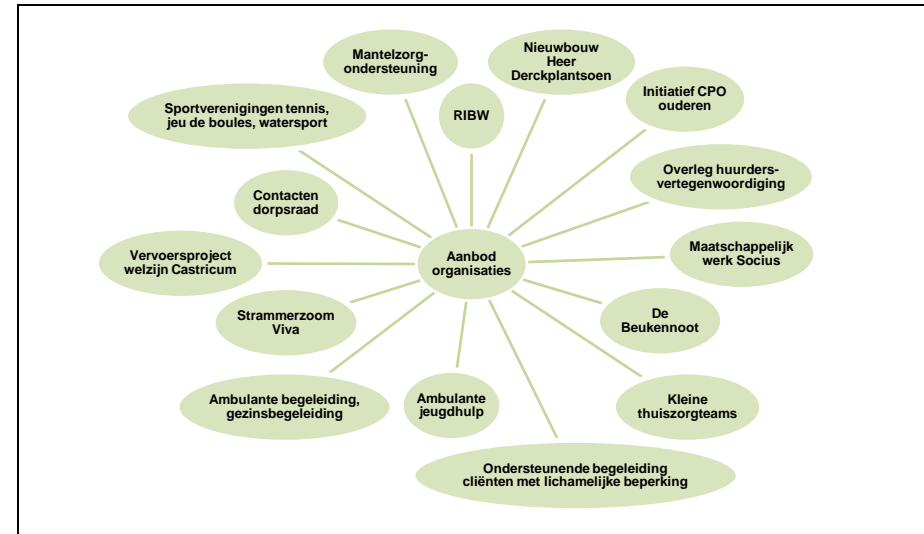 Mantelzorg-
ondersteuning
Nieuwbouw
Heer
Derckplantsoen
RIBW
Initiatief CPO
ouderen
Sportverenigingen tennis,
jeu de boules, watersport
Overleg huurders-
vertegenwoordiging
Contacten
dorpsraad
Aanbod
organisaties
Maatschappelijk
werk Socius
Vervoersproject
welzijn Castricum
Strammerzoom
Viva
De
Beukennoot
Ambulante begeleiding,
gezinsbegeleiding
Ambulante
jeugdhulp
Kleine
thuiszorgteams
Ondersteunende begeleiding
cliënten met lichamelijke beperking